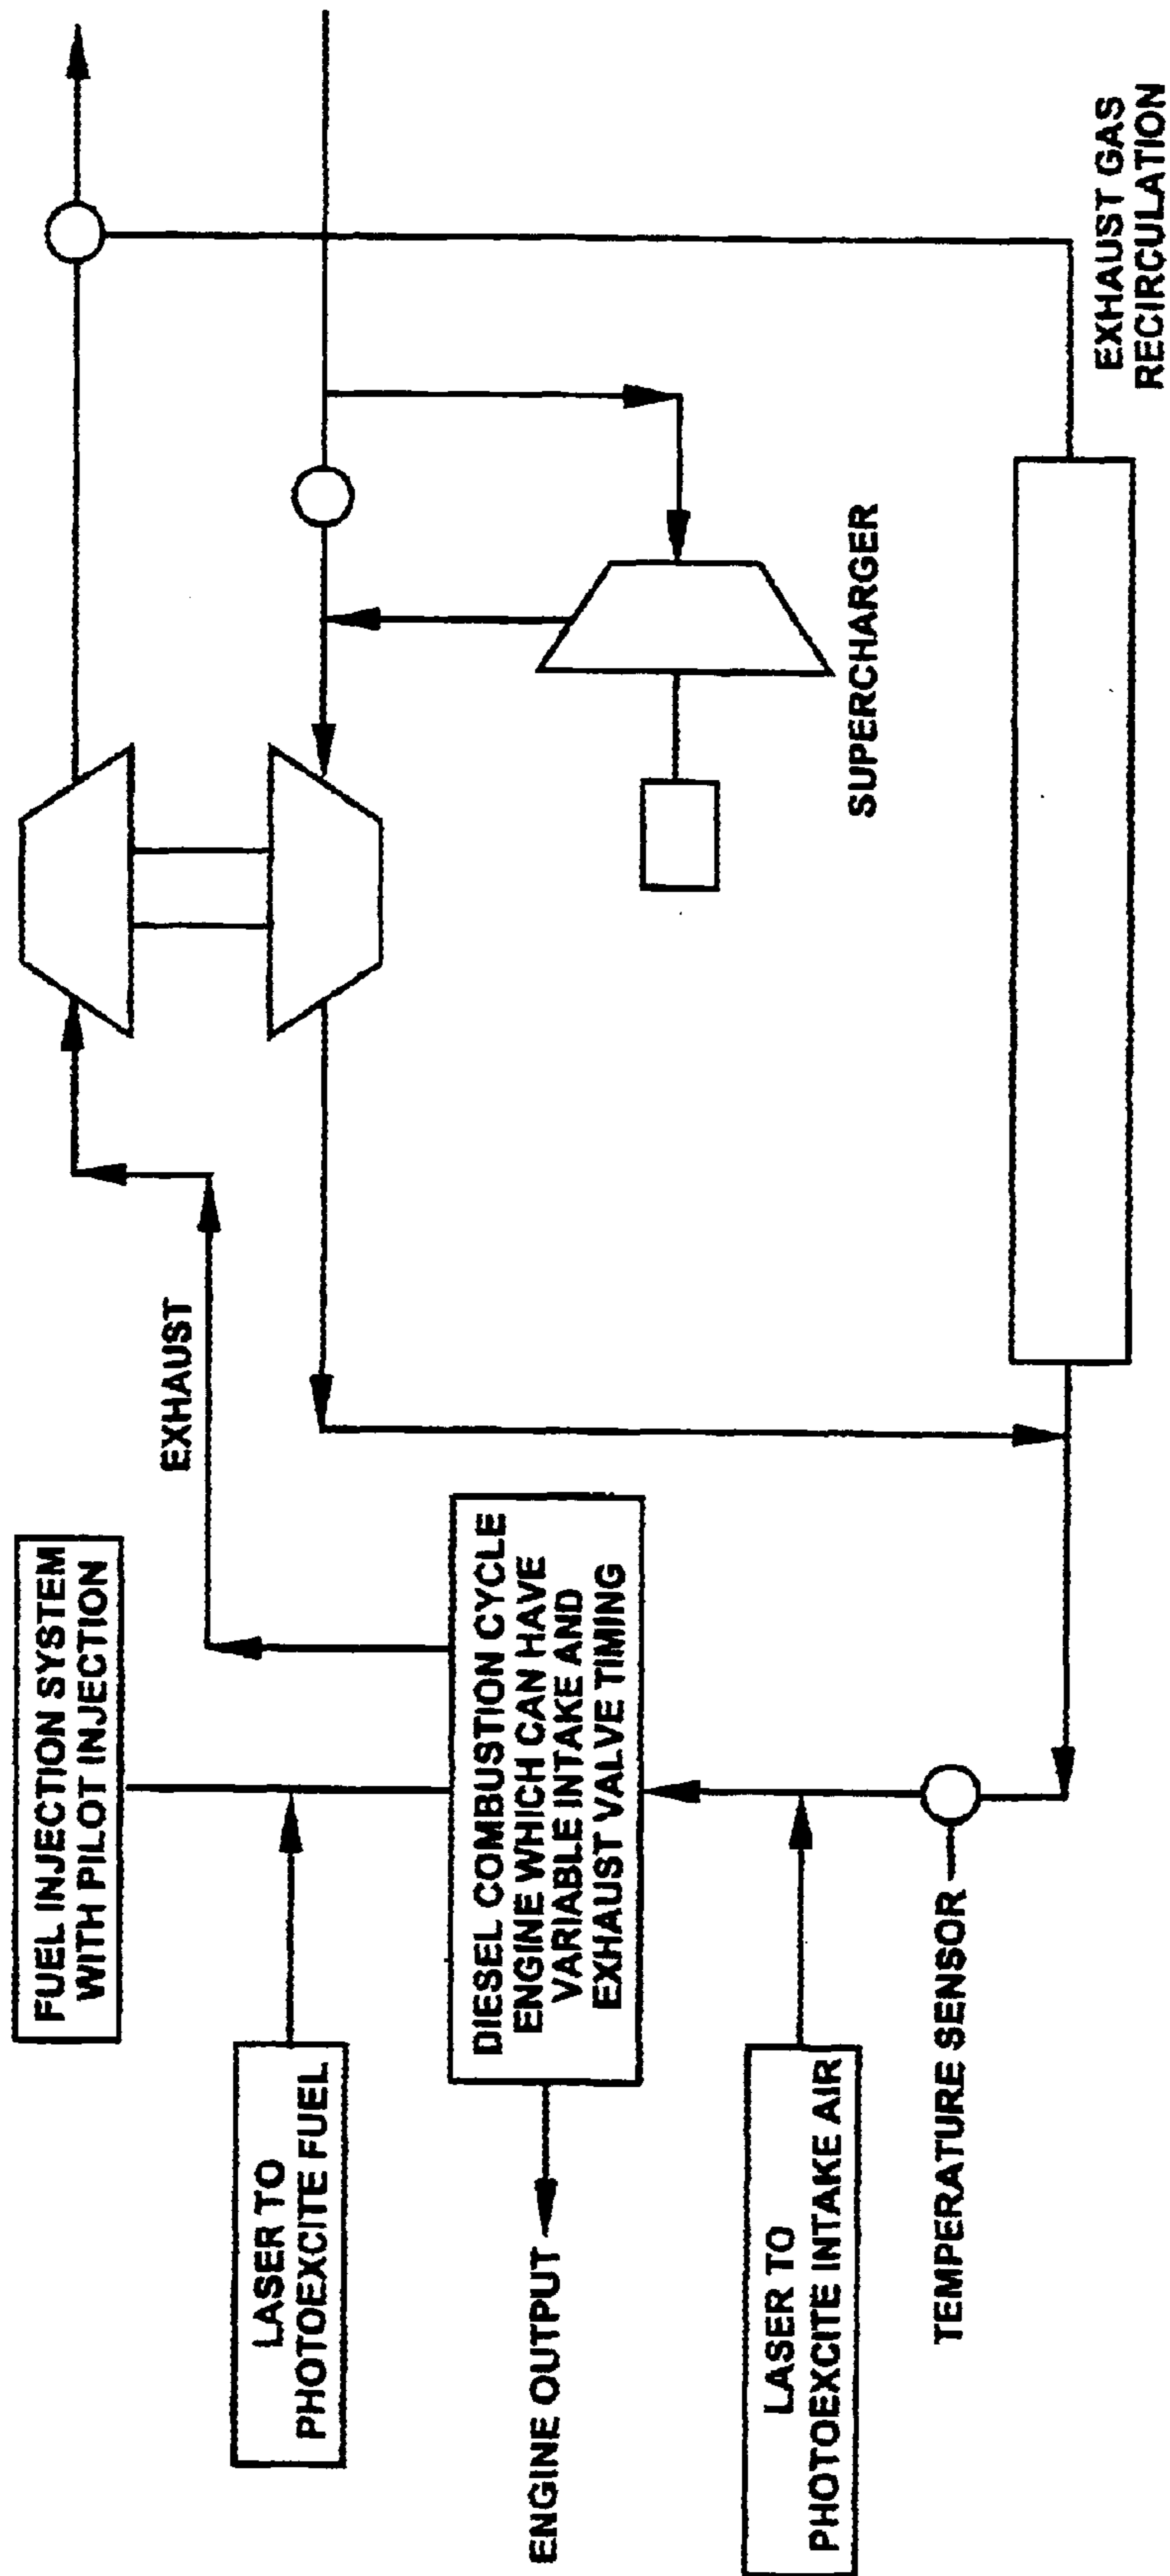 FUEL INJECTION SYSTEM
WITH PILOT INJECTION
EXHAUST
LASER TO
PHOTOEXCITE FUEL
DIESEL COMBUSTION CYCLE
ENGINE WHICH CAN HAVE
VARIABLE INTAKE AND
EXHAUST VALVE TIMING
ENGINE OUTPUT
SUPERCHARGER
LASER TO
PHOTOEXCITE INTAKE AIR
TEMPERATURE SENSOR
EXHAUST GAS
RECIRCULATION